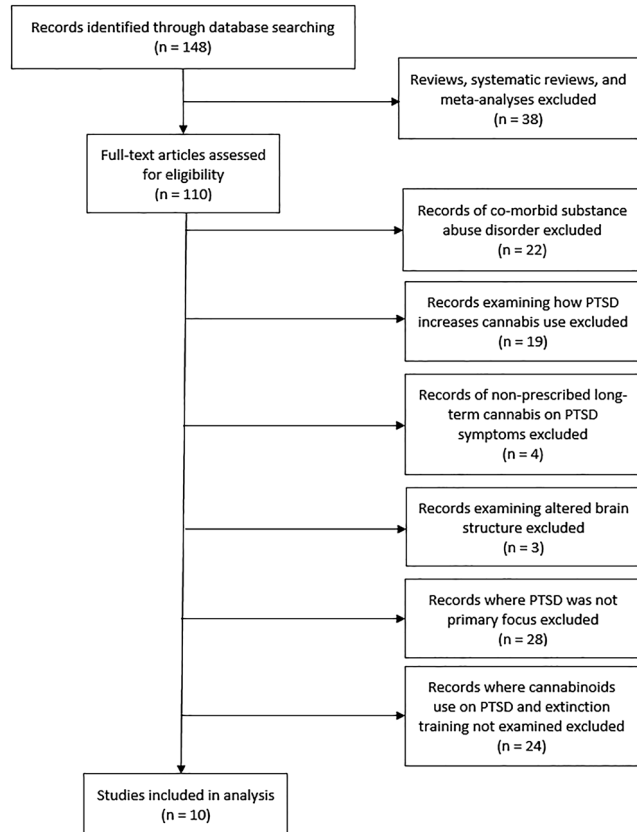 Records identified through database searching
(n = 148)
Reviews, systematic reviews, and
meta-analyses excluded
(n = 38)
Full-text articles assessed
for eligibility
(n = 110)
Records of co-morbid substance
abuse disorder excluded
(n = 22)
Records examining how PTSD
increases cannabis use excluded
(n = 19)
Records of non-prescribed long-
term cannabis on PTSD
symptoms excluded
(n = 4)
Records examining altered brain
structure excluded
(n = 3)
Records where PTSD was not
primary focus excluded
(n = 28)
Records where cannabinoids
use on PTSD and extinction
training not examined excluded
(n = 24)
Studies included in analysis
(n = 10)